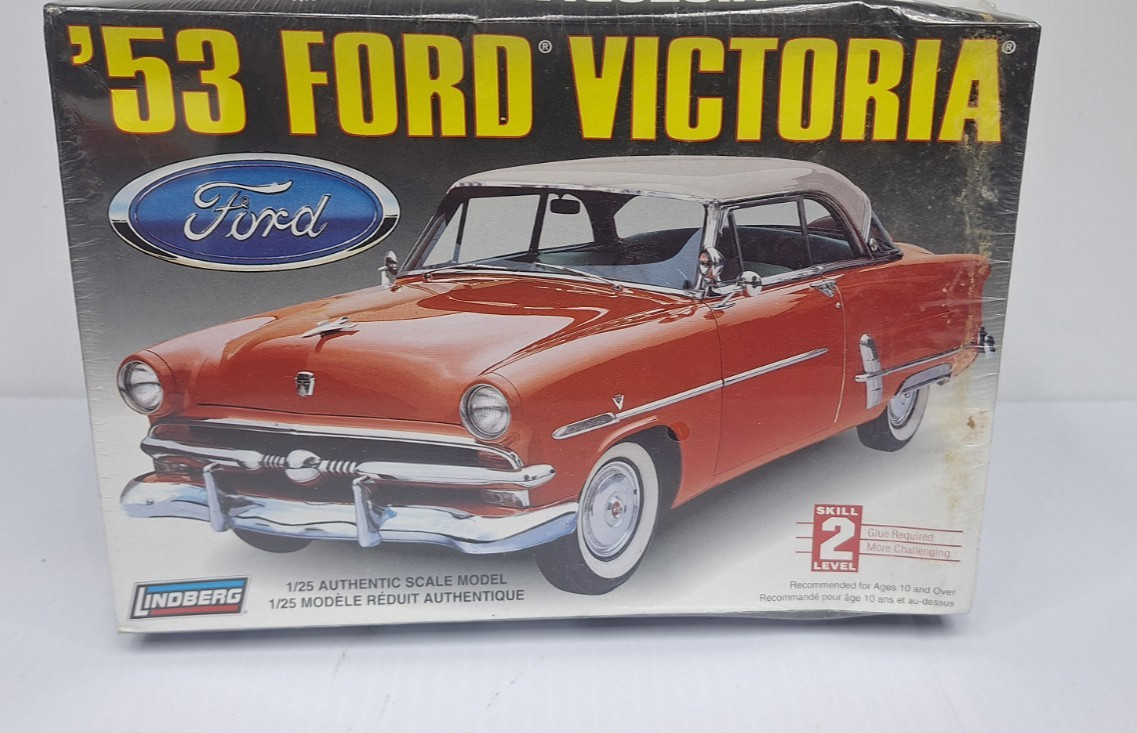 '53 FORD® VICTORIA®
Ford
SKILL
2
LEVEL
Glue Required
More Challenging
LINDBERG
1/25 AUTHENTIC SCALE MODEL
1/25 MODÈLE RÉDUIT AUTHENTIQUE
Recommended for Ages 10 and Over
Recommandé pour âge 10 ans et au-dessus